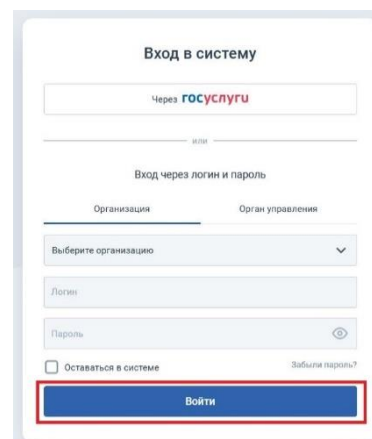 Вход в систему
Через госуслуги
или
Вход через логин и пароль
Организация Орган управления
Выберите организацию
Логин
Пароль
Оставаться в системе Забыли пароль?
Войти